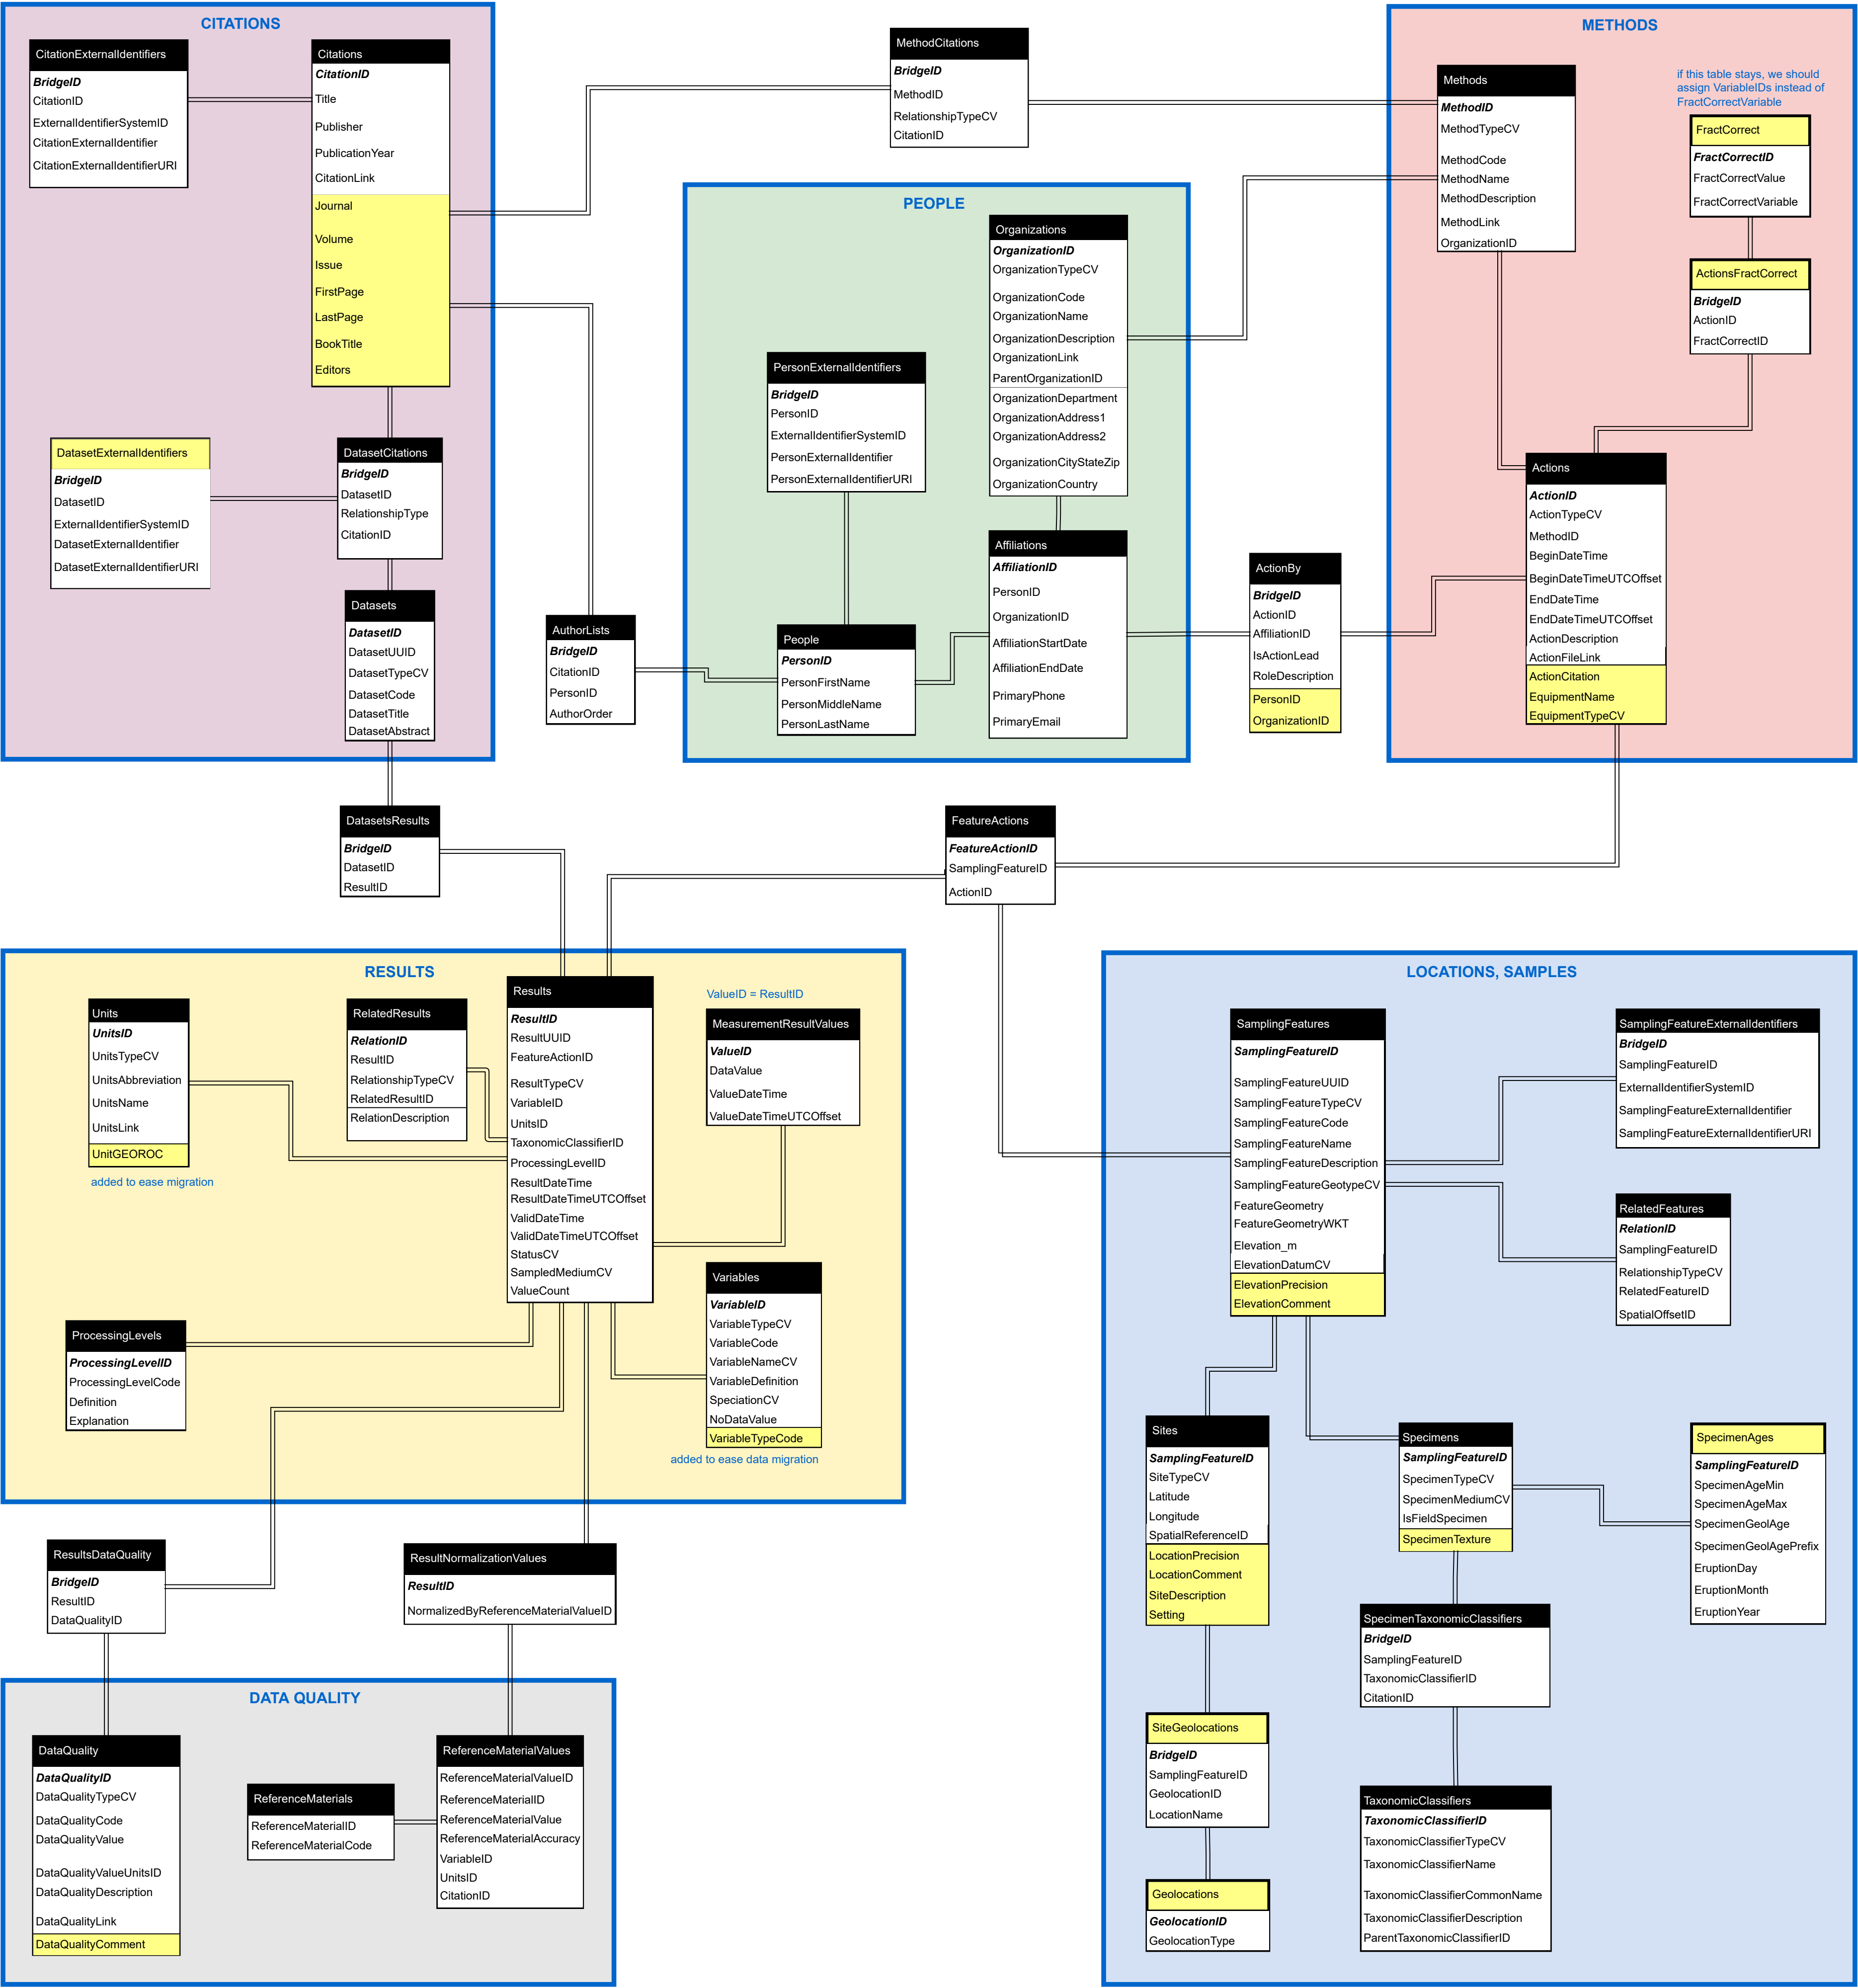 CITATIONS
CitationExternalIdentifiers
BridgeID
CitationID
ExternalIdentifierSystemID
CitationExternalIdentifier
CitationExternalIdentifierURI
Citations
CitationID
Title
Publisher
PublicationYear
CitationLink
Journal
Volume
Issue
FirstPage
LastPage
BookTitle
Editors
DatasetExternalIdentifiers
BridgeID
DatasetID
ExternalIdentifierSystemID
DatasetExternalIdentifier
DatasetExternalIdentifierURI
DatasetCitations
BridgeID
DatasetID
RelationshipType
CitationID
Datasets
DatasetID
DatasetUUID
DatasetTypeCV
DatasetCode
DatasetTitle
DatasetAbstract
MethodCitations
BridgeID
MethodID
RelationshipTypeCV
CitationID
PEOPLE
Organizations
OrganizationID
OrganizationTypeCV
OrganizationCode
OrganizationName
OrganizationDescription
OrganizationLink
ParentOrganizationID
OrganizationDepartment
OrganizationAddress1
OrganizationAddress2
OrganizationCityStateZip
OrganizationCountry
PersonExternalIdentifiers
BridgeID
PersonID
ExternalIdentifierSystemID
PersonExternalIdentifier
PersonExternalIdentifierURI
Affiliations
AffiliationID
PersonID
OrganizationID
AffiliationStartDate
AffiliationEndDate
PrimaryPhone
PrimaryEmail
People
PersonID
PersonFirstName
PersonMiddleName
PersonLastName
AuthorLists
BridgeID
CitationID
PersonID
AuthorOrder
ActionBy
BridgeID
ActionID
AffiliationID
IsActionLead
RoleDescription
PersonID
OrganizationID
METHODS
Methods
MethodID
MethodTypeCV
MethodCode
MethodName
MethodDescription
MethodLink
OrganizationID
if this table stays, we should
assign VariableIDs instead of
FractCorrectVariable
FractCorrect
FractCorrectID
FractCorrectValue
FractCorrectVariable
ActionsFractCorrect
BridgeID
ActionID
FractCorrectID
Actions
ActionID
ActionTypeCV
MethodID
BeginDateTime
BeginDateTimeUTCOffset
EndDateTime
EndDateTimeUTCOffset
ActionDescription
ActionFileLink
ActionCitation
EquipmentName
EquipmentTypeCV
DatasetsResults
BridgeID
DatasetID
ResultID
FeatureActions
FeatureActionID
SamplingFeatureID
ActionID
RESULTS
Units
UnitsID
UnitsTypeCV
UnitsAbbreviation
UnitsName
UnitsLink
UnitGEOROC
added to ease migration
RelatedResults
RelationID
ResultID
RelationshipTypeCV
RelatedResultID
RelationDescription
Results
ResultID
ResultUUID
FeatureActionID
ResultTypeCV
VariableID
UnitsID
TaxonomicClassifierID
ProcessingLevelID
ResultDateTime
ResultDateTimeUTCOffset
ValidDateTime
ValidDateTimeUTCOffset
StatusCV
SampledMediumCV
ValueCount
ValueID = ResultID
MeasurementResultValues
ValueID
DataValue
ValueDateTime
ValueDateTimeUTCOffset
Variables
VariableID
VariableTypeCV
VariableCode
VariableNameCV
VariableDefinition
SpeciationCV
NoDataValue
VariableTypeCode
added to ease data migration
ProcessingLevels
ProcessingLevelID
ProcessingLevelCode
Definition
Explanation
ResultsDataQuality
BridgeID
ResultID
DataQualityID
ResultNormalizationValues
ResultID
NormalizedByReferenceMaterialValueID
DATA QUALITY
DataQuality
DataQualityID
DataQualityTypeCV
DataQualityCode
DataQualityValue
DataQualityValueUnitsID
DataQualityDescription
DataQualityLink
DataQualityComment
ReferenceMaterials
ReferenceMaterialID
ReferenceMaterialCode
ReferenceMaterialValues
ReferenceMaterialValueID
ReferenceMaterialID
ReferenceMaterialValue
ReferenceMaterialAccuracy
VariableID
UnitsID
CitationID
LOCATIONS, SAMPLES
SamplingFeatures
SamplingFeatureID
SamplingFeatureUUID
SamplingFeatureTypeCV
SamplingFeatureCode
SamplingFeatureName
SamplingFeatureDescription
SamplingFeatureGeotypeCV
FeatureGeometry
FeatureGeometryWKT
Elevation_m
ElevationDatumCV
ElevationPrecision
ElevationComment
SamplingFeatureExternalIdentifiers
BridgeID
SamplingFeatureID
ExternalIdentifierSystemID
SamplingFeatureExternalIdentifier
SamplingFeatureExternalIdentifierURI
RelatedFeatures
RelationID
SamplingFeatureID
RelationshipTypeCV
RelatedFeatureID
SpatialOffsetID
Sites
SamplingFeatureID
SiteTypeCV
Latitude
Longitude
SpatialReferenceID
LocationPrecision
LocationComment
SiteDescription
Setting
Specimens
SamplingFeatureID
SpecimenTypeCV
SpecimenMediumCV
IsFieldSpecimen
SpecimenTexture
SpecimenAges
SamplingFeatureID
SpecimenAgeMin
SpecimenAgeMax
SpecimenGeolAge
SpecimenGeolAgePrefix
EruptionDay
EruptionMonth
EruptionYear
SpecimenTaxonomicClassifiers
BridgeID
SamplingFeatureID
TaxonomicClassifierID
CitationID
SiteGeolocations
BridgeID
SamplingFeatureID
GeolocationID
LocationName
Geolocations
GeolocationID
GeolocationType
TaxonomicClassifiers
TaxonomicClassifierID
TaxonomicClassifierTypeCV
TaxonomicClassifierName
TaxonomicClassifierCommonName
TaxonomicClassifierDescription
ParentTaxonomicClassifierID